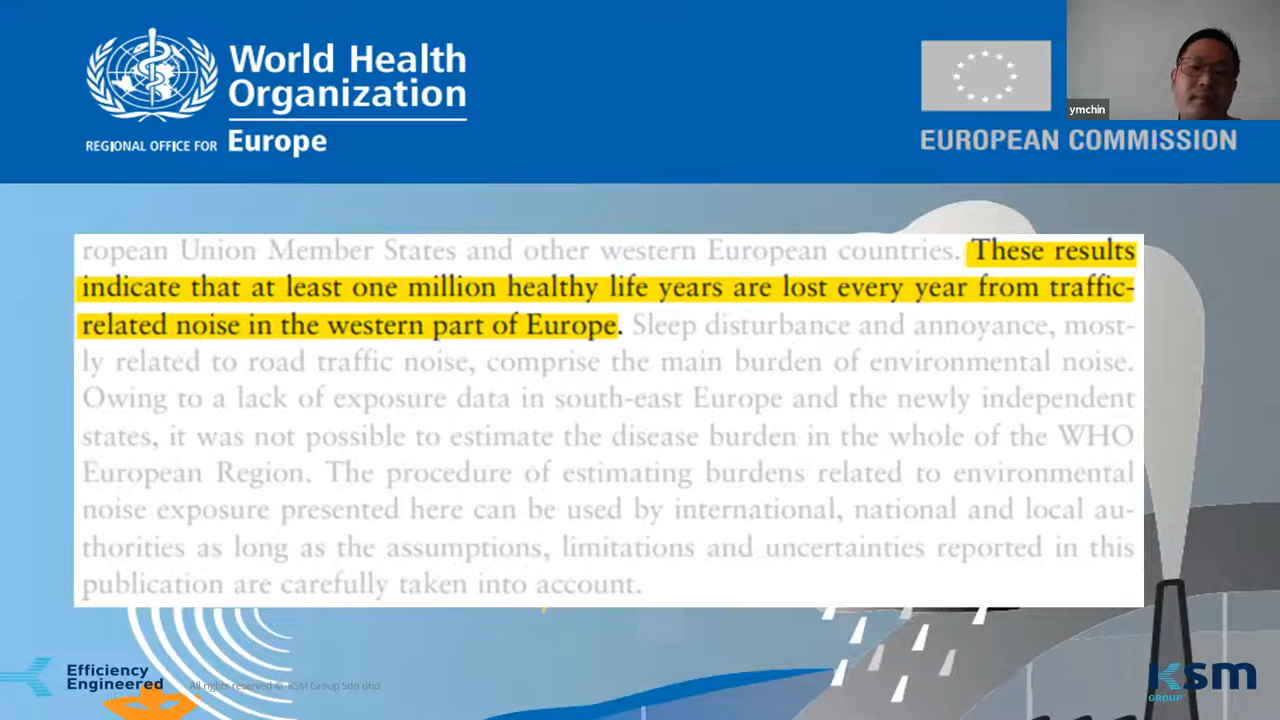 World Health
Organization
REGIONAL OFFICE FOR Europe
EUROPEAN COMMISSION
ymchin
ropean Union Member States and other western European countries. These results
indicate that at least one million healthy life years are lost every year from traffic-
related noise in the western part of Europe. Sleep disturbance and annoyance, most-
ly related to road traffic noise, comprise the main burden of environmental noise.
Owing to a lack of exposure data in south-east Europe and the newly independent
states, it was not possible to estimate the disease burden in the whole of the WHO
European Region. The procedure of estimating burdens related to environmental
noise exposure presented here can be used by international, national and local au-
thorities as long as the assumptions, limitations and uncertainties reported in this
publication are carefully taken into account.
Efficiency
Engineered
All rights reserved © KSM Group Sdn Bhd
ksm
GROUP